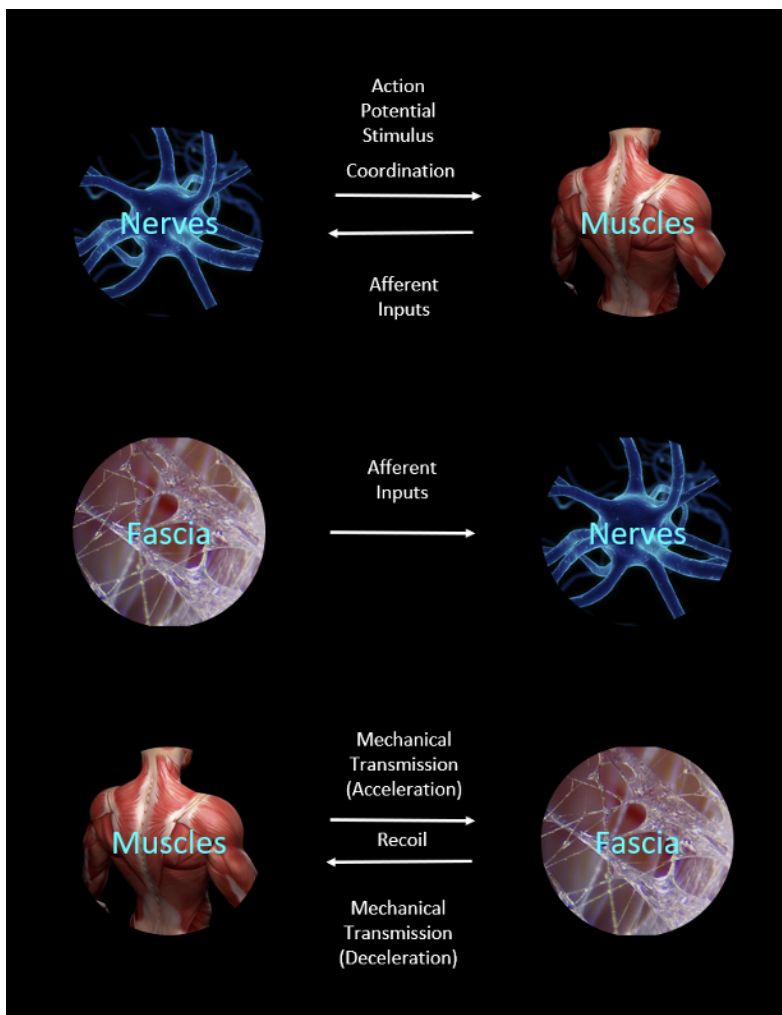 Action
Potential
Stimulus
Coordination
Nerves
Muscles
Afferent
Inputs
Afferent
Inputs
Fascia
Nerves
Mechanical
Transmission
(Acceleration)
Muscles
Recoil
Fascia
Mechanical
Transmission
(Deceleration)